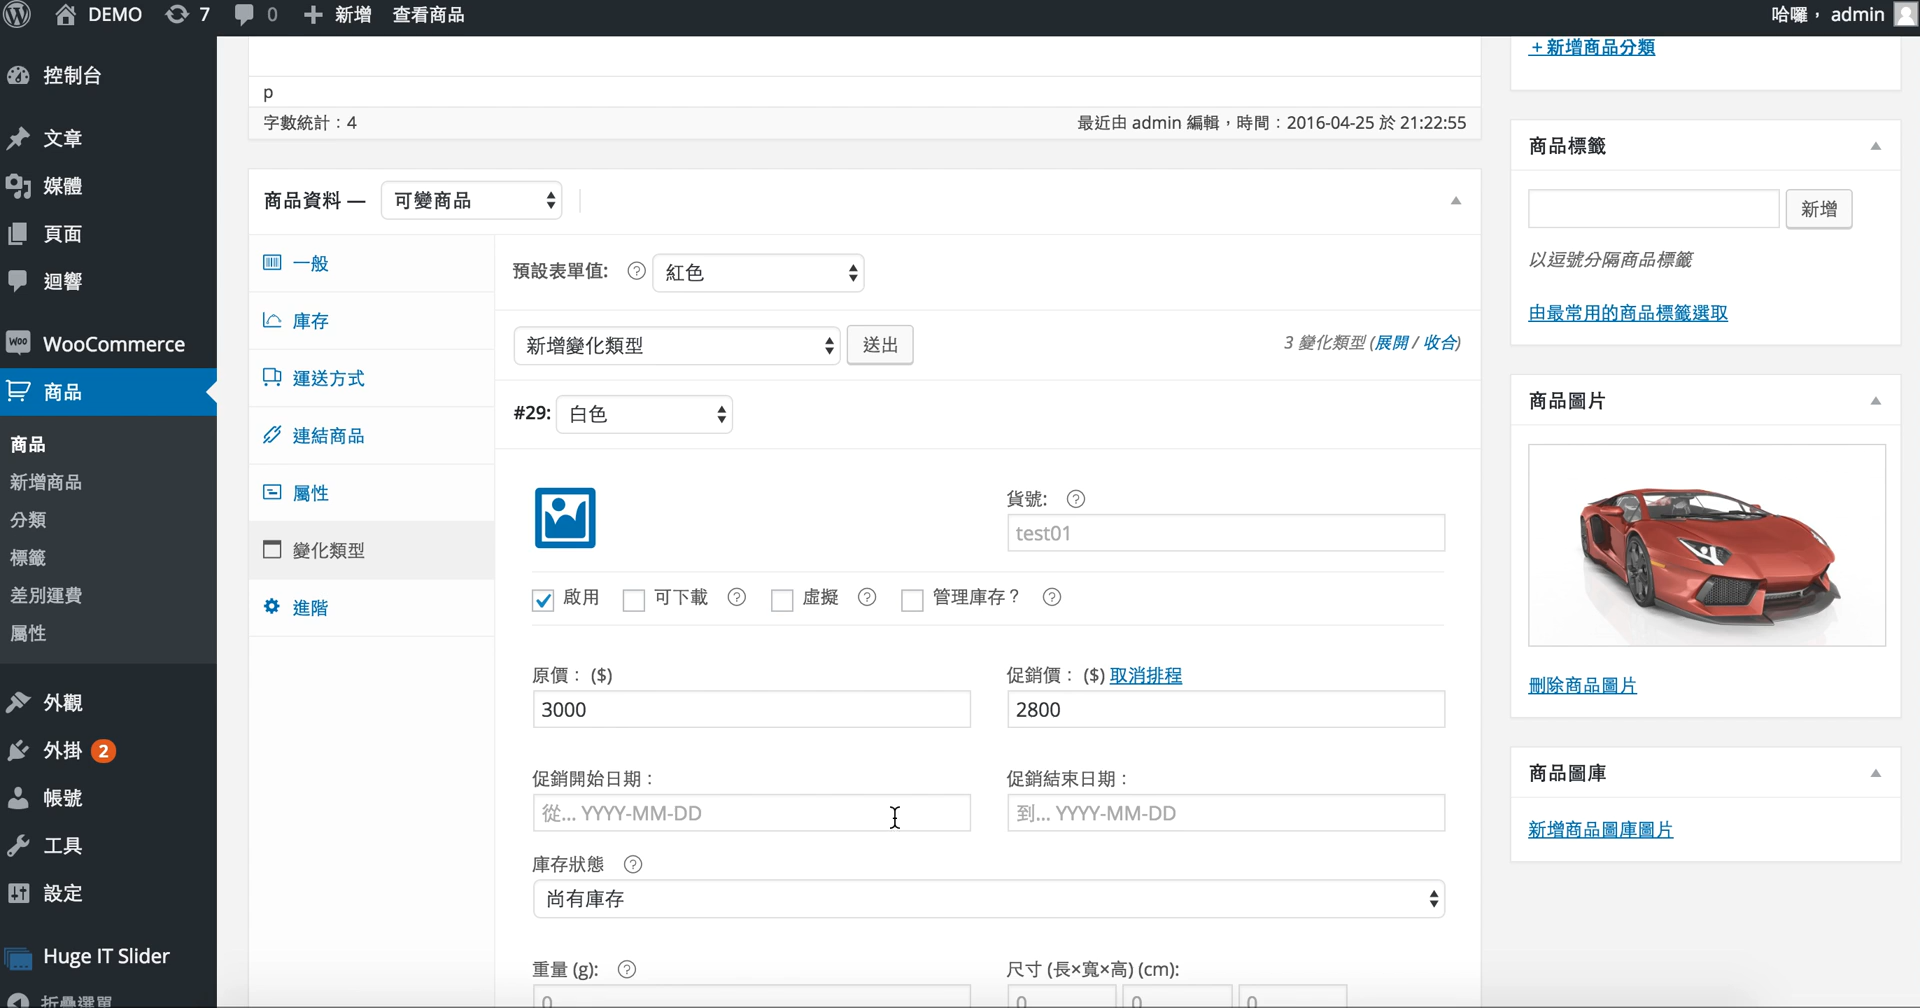 DEMO 7 0 新增 查看商品 哈囉， admin
控制台
文章
媒體
頁面
迴響
WOO WooCommerce
商品
商品
新增商品
分類
標籤
差別運費
屬性
外觀
外掛 2
帳號
工具
設定
Huge IT Slider
折疊選單
p
字數統計：4
最近由 admin 編輯，時間：2016-04-25 於 21:22:55
商品資料 — 可變商品
一般
庫存
運送方式
連結商品
屬性
變化類型
進階
預設表單值: ? 紅色
新增變化類型 送出 3 變化類型 (展開 / 收合)
#29: 白色
貨號: ?
test01
啟用 可下載 ? 虛擬 ? 管理庫存？ ?
原價： ($)
3000
促銷價： ($) 取消排程
2800
促銷開始日期：
從... YYYY-MM-DD
促銷結束日期：
到... YYYY-MM-DD
庫存狀態 ?
尚有庫存
重量 (g): ?
0
尺寸 (長×寬×高) (cm):
0 0 0
+ 新增商品分類
商品標籤
新增
以逗號分隔商品標籤
由最常用的商品標籤選取
商品圖片
刪除商品圖片
商品圖庫
新增商品圖庫圖片